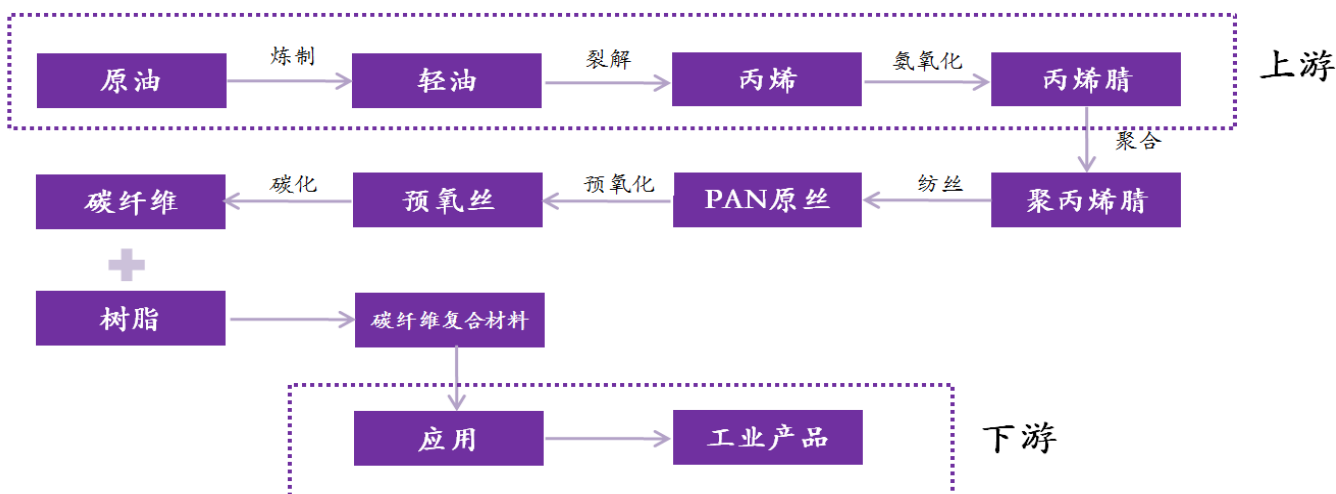 炼制
裂解
氨氧化
原油
轻油
丙烯
丙烯腈
上游
聚合
碳化
预氧化
纺丝
碳纤维
预氧丝
PAN原丝
聚丙烯腈
树脂
碳纤维复合材料
应用
工业产品
下游